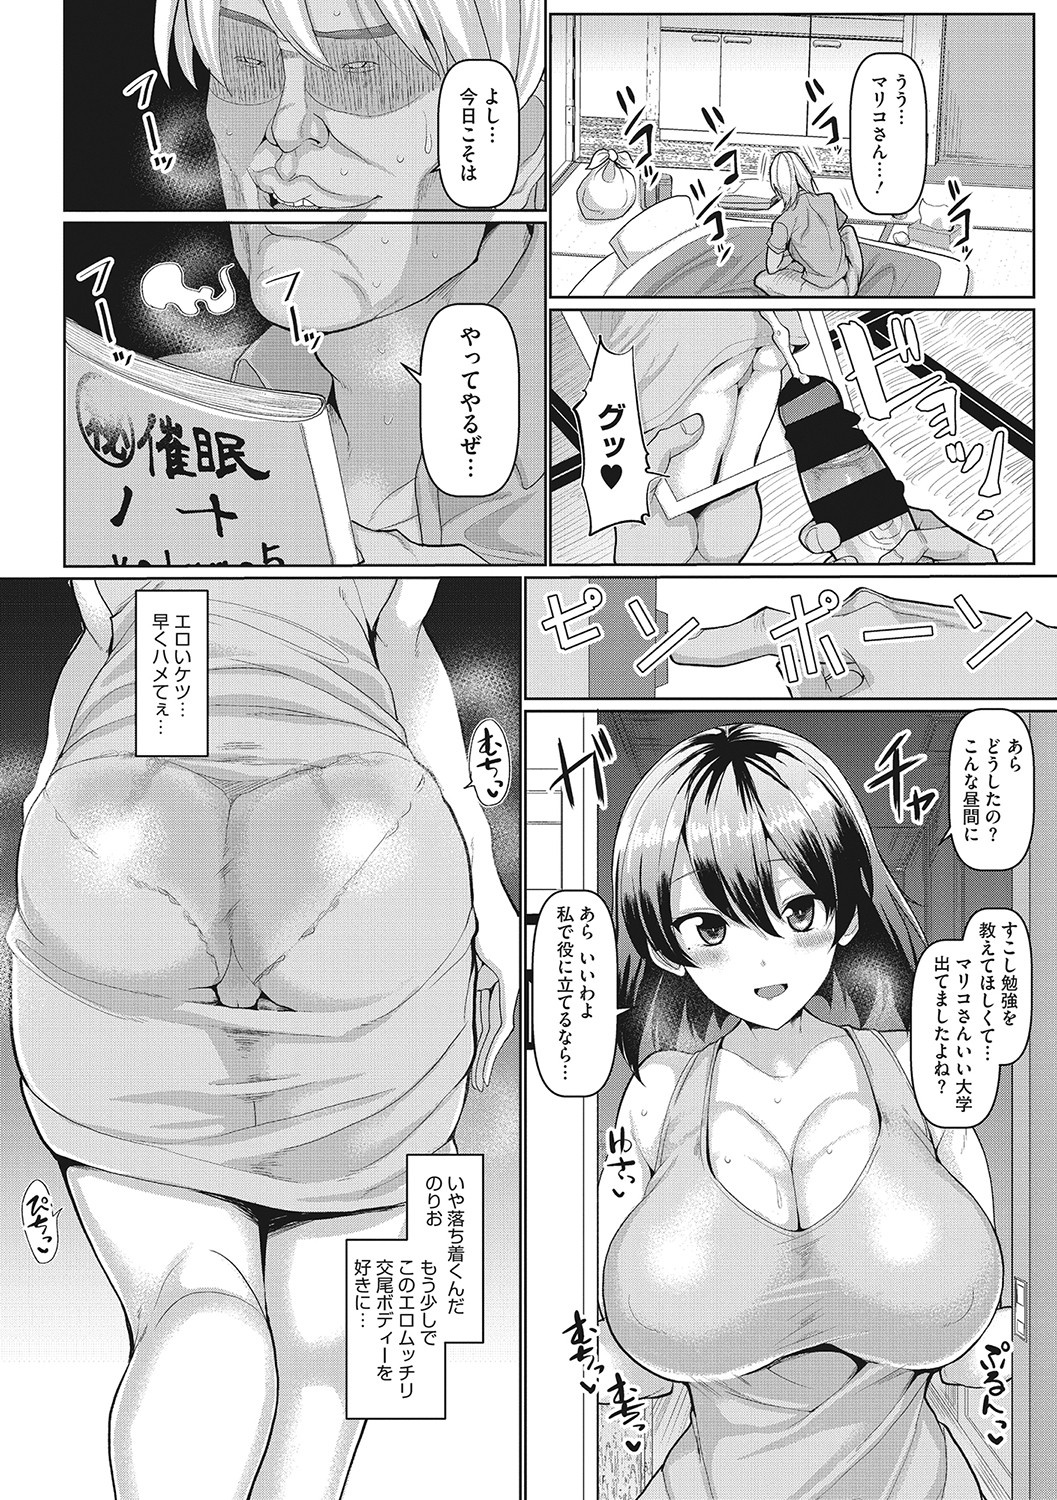 うう…
マリコさん…！
シコッ
シコッ
シコッ
シコッ
グッ♥
ビョッ！
よし…
今日こそは
フーッ
フーッ
やってやるぜ…
フーッ
フーッ
㊙催眠
ノート
ピンポーン
ガチャ
あら
どうしたの？
こんな昼間に
すこし勉強を
教えてほしくて…
マリコさんいい大学
出てましたよね？
あら いいわよ
私で役に立てるなら…
ゆさっ
むちっ
むちっ
ぷるんっ
エロいケツ…
早くハメてぇ…
むちっ
ぴちっ
いや落ち着くんだ
のりお
もう少しで
このエロムッチリ
交尾ボディーを
好きに…